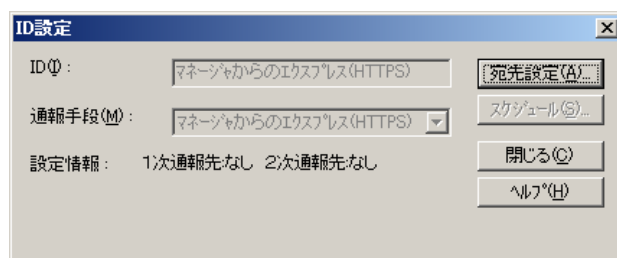 ID設定
ID(I):
マネージャからのエクスプレス(HTTPS)
宛先設定(A)...
通報手段(M):
マネージャからのエクスプレス(HTTPS)
スケジュール(S)...
設定情報: 1次通報先:なし 2次通報先:なし
閉じる(C)
ヘルプ(H)